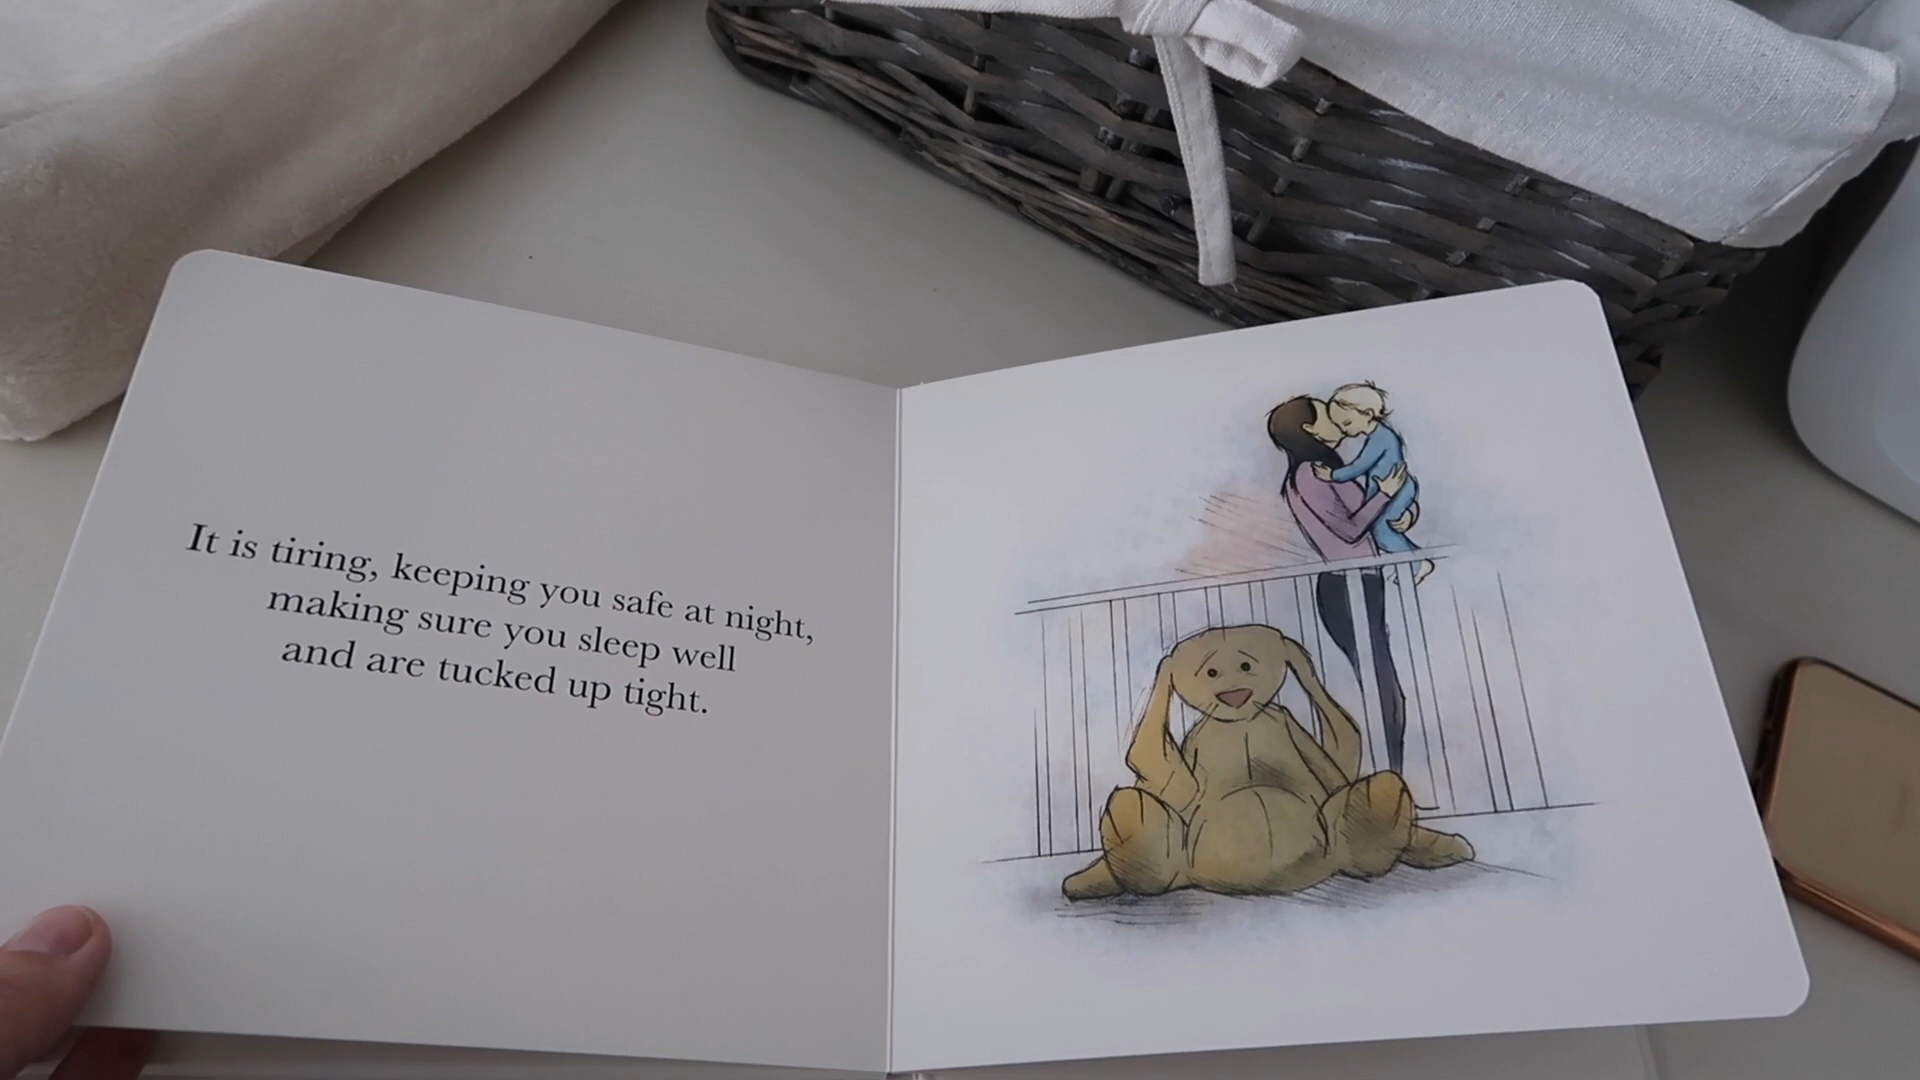 It is tiring, keeping you safe at night,
making sure you sleep well
and are tucked up tight.